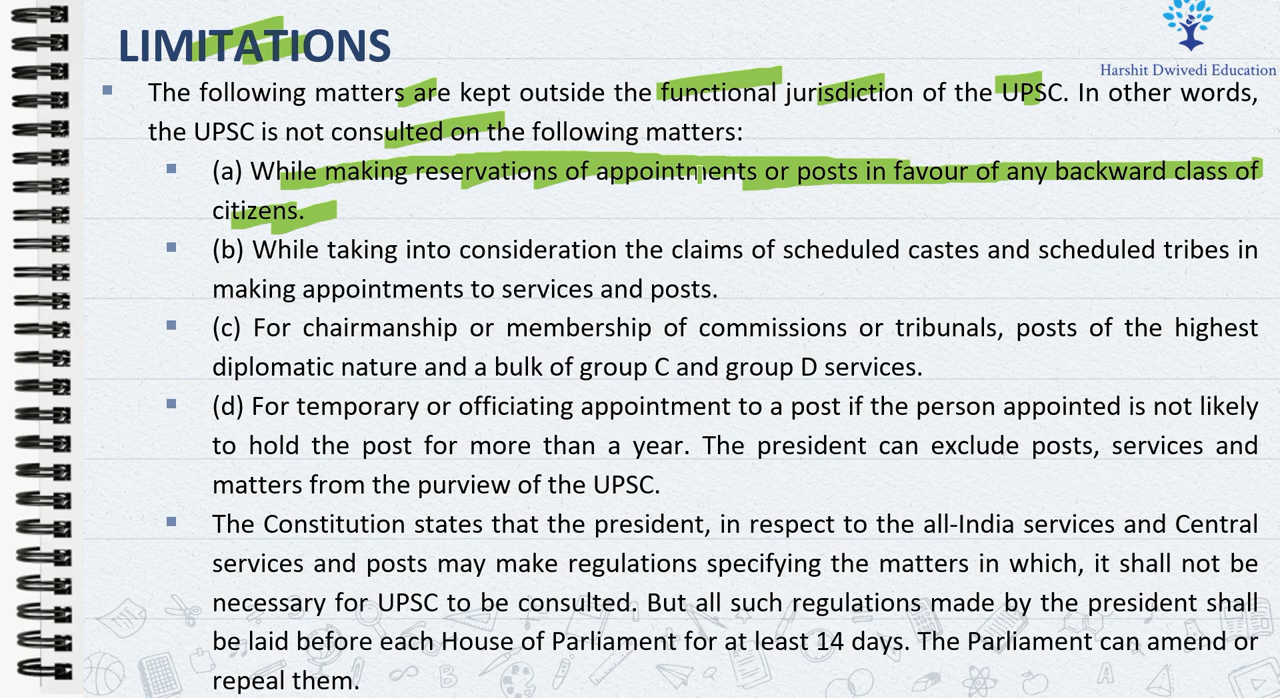 LIMITATIONS
Harshit Dwivedi Education
The following matters are kept outside the functional jurisdiction of the UPSC. In other words,
the UPSC is not consulted on the following matters:
(a) While making reservations of appointments or posts in favour of any backward class of
citizens.
(b) While taking into consideration the claims of scheduled castes and scheduled tribes in
making appointments to services and posts.
(c) For chairmanship or membership of commissions or tribunals, posts of the highest
diplomatic nature and a bulk of group C and group D services.
(d) For temporary or officiating appointment to a post if the person appointed is not likely
to hold the post for more than a year. The president can exclude posts, services and
matters from the purview of the UPSC.
The Constitution states that the president, in respect to the all-India services and Central
services and posts may make regulations specifying the matters in which, it shall not be
necessary for UPSC to be consulted. But all such regulations made by the president shall
be laid before each House of Parliament for at least 14 days. The Parliament can amend or
repeal them.